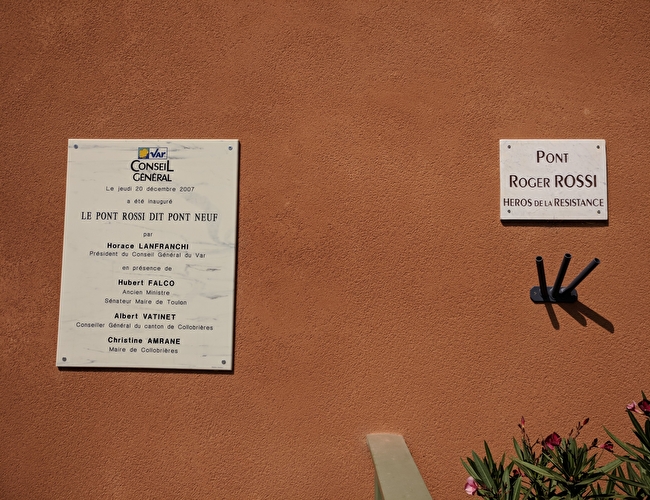 Var
CONSEIL
GÉNÉRAL
Le jeudi 20 décembre 2007
a été inauguré
LE PONT ROSSI DIT PONT NEUF
par
Horace LANFRANCHI
Président du Conseil Général du Var
en présence de
Hubert FALCO
Ancien Ministre
Sénateur Maire de Toulon
Albert VATINET
Conseiller Général du canton de Collobrières
Christine AMRANE
Maire de Collobrières
PONT
ROGER ROSSI
HEROS DE LA RESISTANCE